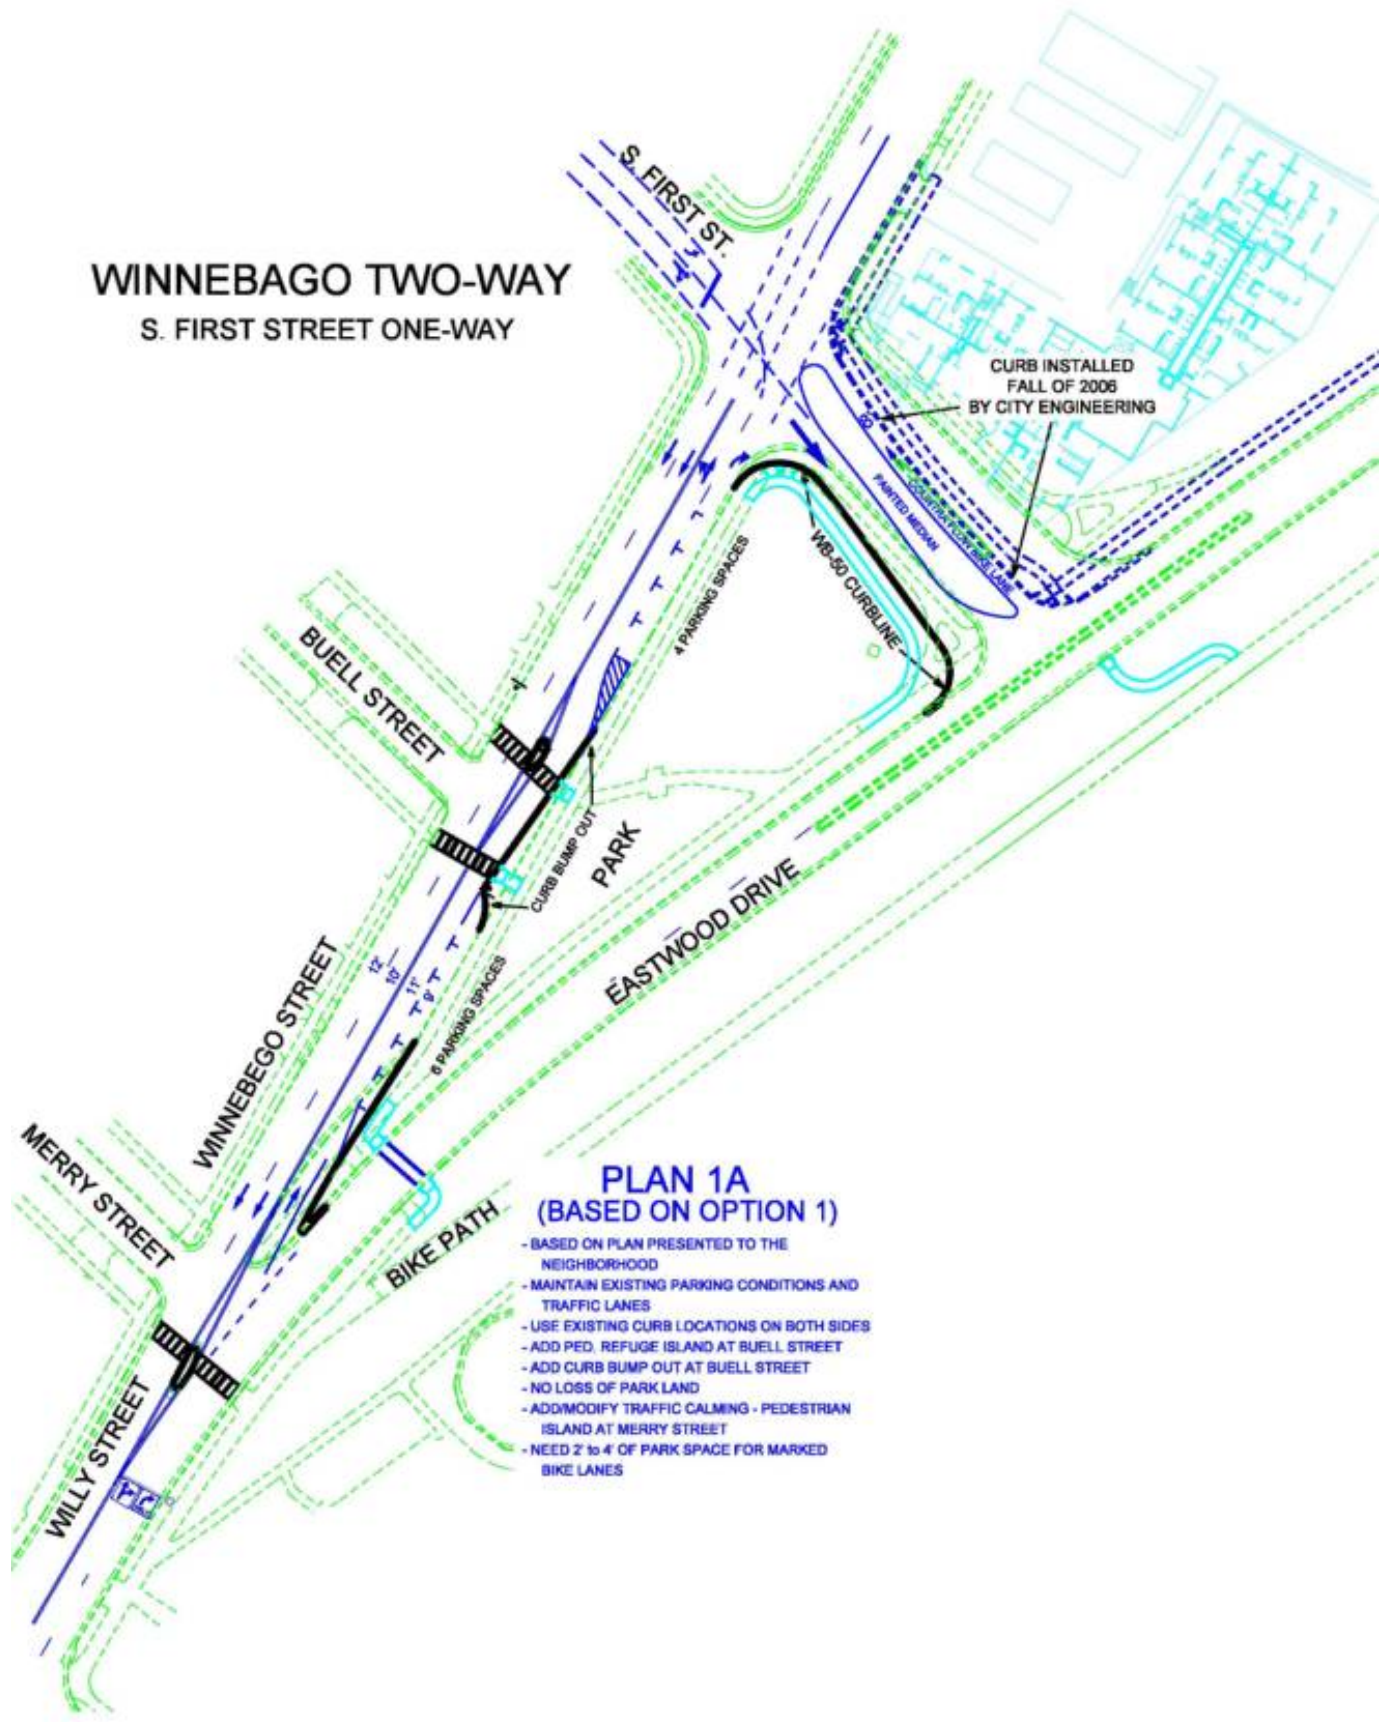 S. FIRST ST.
WINNEBAGO TWO-WAY
S. FIRST STREET ONE-WAY
CURB INSTALLED
FALL OF 2006
BY CITY ENGINEERING
PAINTED MEDIAN
BIKE LANE
WB-50 CURBLINE
4 PARKING SPACES
BUELL STREET
CURB BUMP OUT
PARK
EASTWOOD DRIVE
12'
10'
11'
9'
6 PARKING SPACES
WINNEBEGO STREET
MERRY STREET
BIKE PATH
WILLY STREET
PLAN 1A
(BASED ON OPTION 1)
- BASED ON PLAN PRESENTED TO THE
NEIGHBORHOOD
- MAINTAIN EXISTING PARKING CONDITIONS AND
TRAFFIC LANES
- USE EXISTING CURB LOCATIONS ON BOTH SIDES
- ADD PED. REFUGE ISLAND AT BUELL STREET
- ADD CURB BUMP OUT AT BUELL STREET
- NO LOSS OF PARK LAND
- ADD/MODIFY TRAFFIC CALMING - PEDESTRIAN
ISLAND AT MERRY STREET
- NEED 2' to 4' OF PARK SPACE FOR MARKED
BIKE LANES